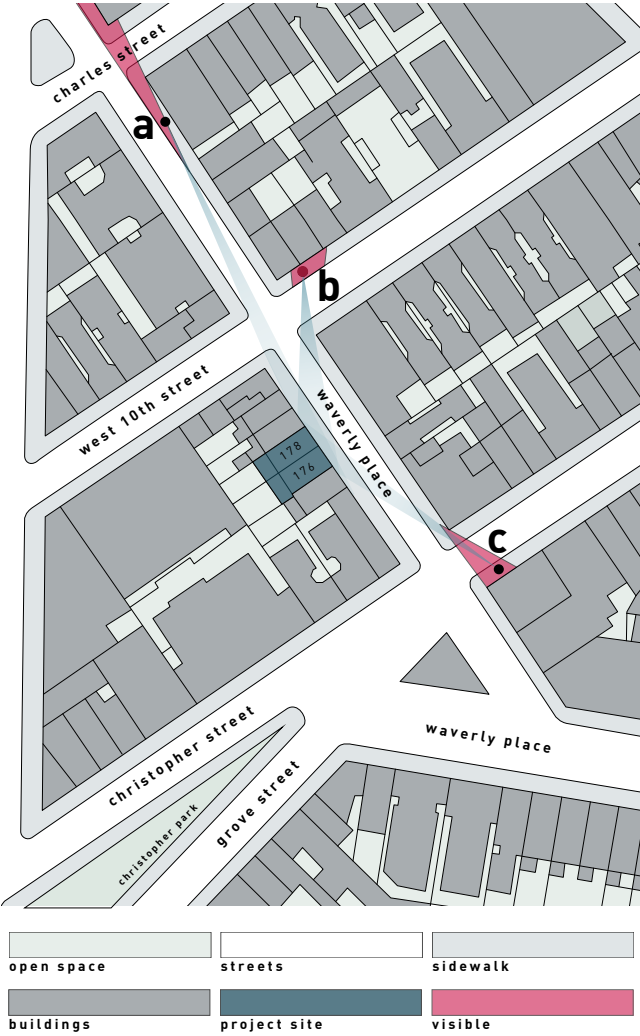 charles street
a
b
west 10th street
waverly place
178
176
c
waverly place
christopher street
grove street
christopher park
open space
streets
sidewalk
buildings
project site
visible